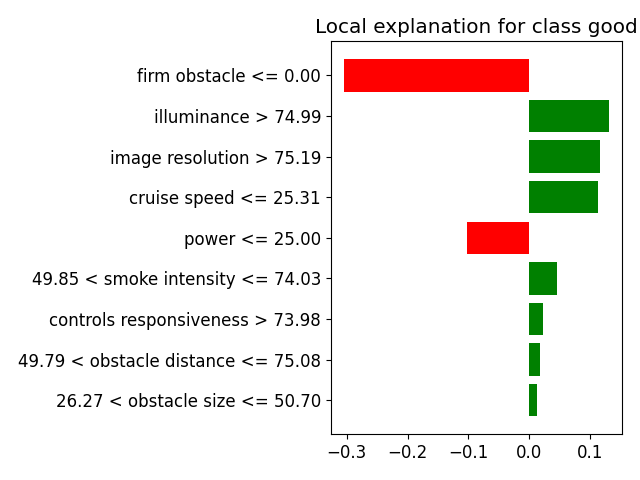 Local explanation for class good
firm obstacle <= 0.00
illuminance > 74.99
image resolution > 75.19
cruise speed <= 25.31
power <= 25.00
49.85 < smoke intensity <= 74.03
controls responsiveness > 73.98
49.79 < obstacle distance <= 75.08
26.27 < obstacle size <= 50.70
−0.3 −0.2 −0.1 0.0 0.1